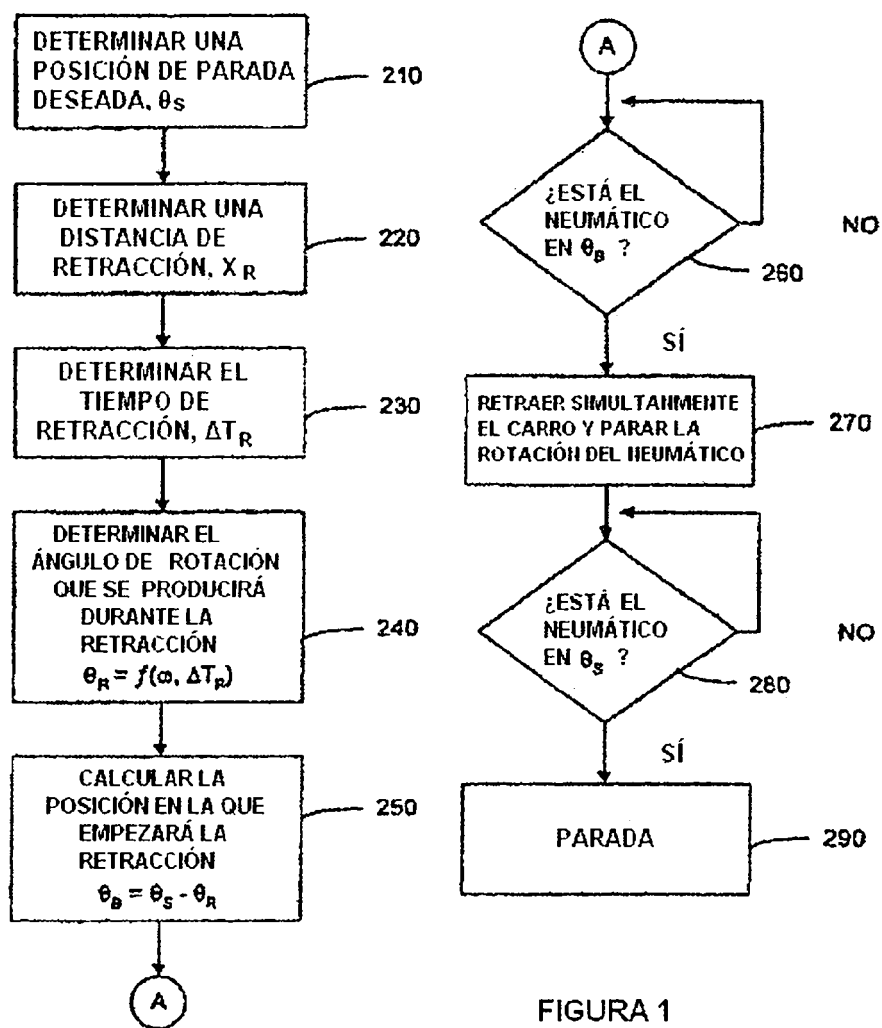 DETERMINAR UNA
POSICIÓN DE PARADA
DESEADA, θS
210
DETERMINAR UNA
DISTANCIA DE
RETRACCIÓN, XR
220
DETERMINAR EL
TIEMPO DE
RETRACCIÓN, ΔTR
230
DETERMINAR EL
ÁNGULO DE ROTACIÓN
QUE SE PRODUCIRÁ
DURANTE LA
RETRACCIÓN
θR = f(ω, ΔTR)
240
CALCULAR LA
POSICIÓN EN LA QUE
EMPEZARÁ LA
RETRACCIÓN
θB = θS - θR
250
A
A
¿ESTÁ EL
NEUMÁTICO
EN θB ?
NO
260
SÍ
RETRAER SIMULTANMENTE
EL CARRO Y PARAR LA
ROTACIÓN DEL NEUMÁTICO
270
¿ESTÁ EL
NEUMÁTICO
EN θS ?
NO
280
SÍ
PARADA
290
FIGURA 1